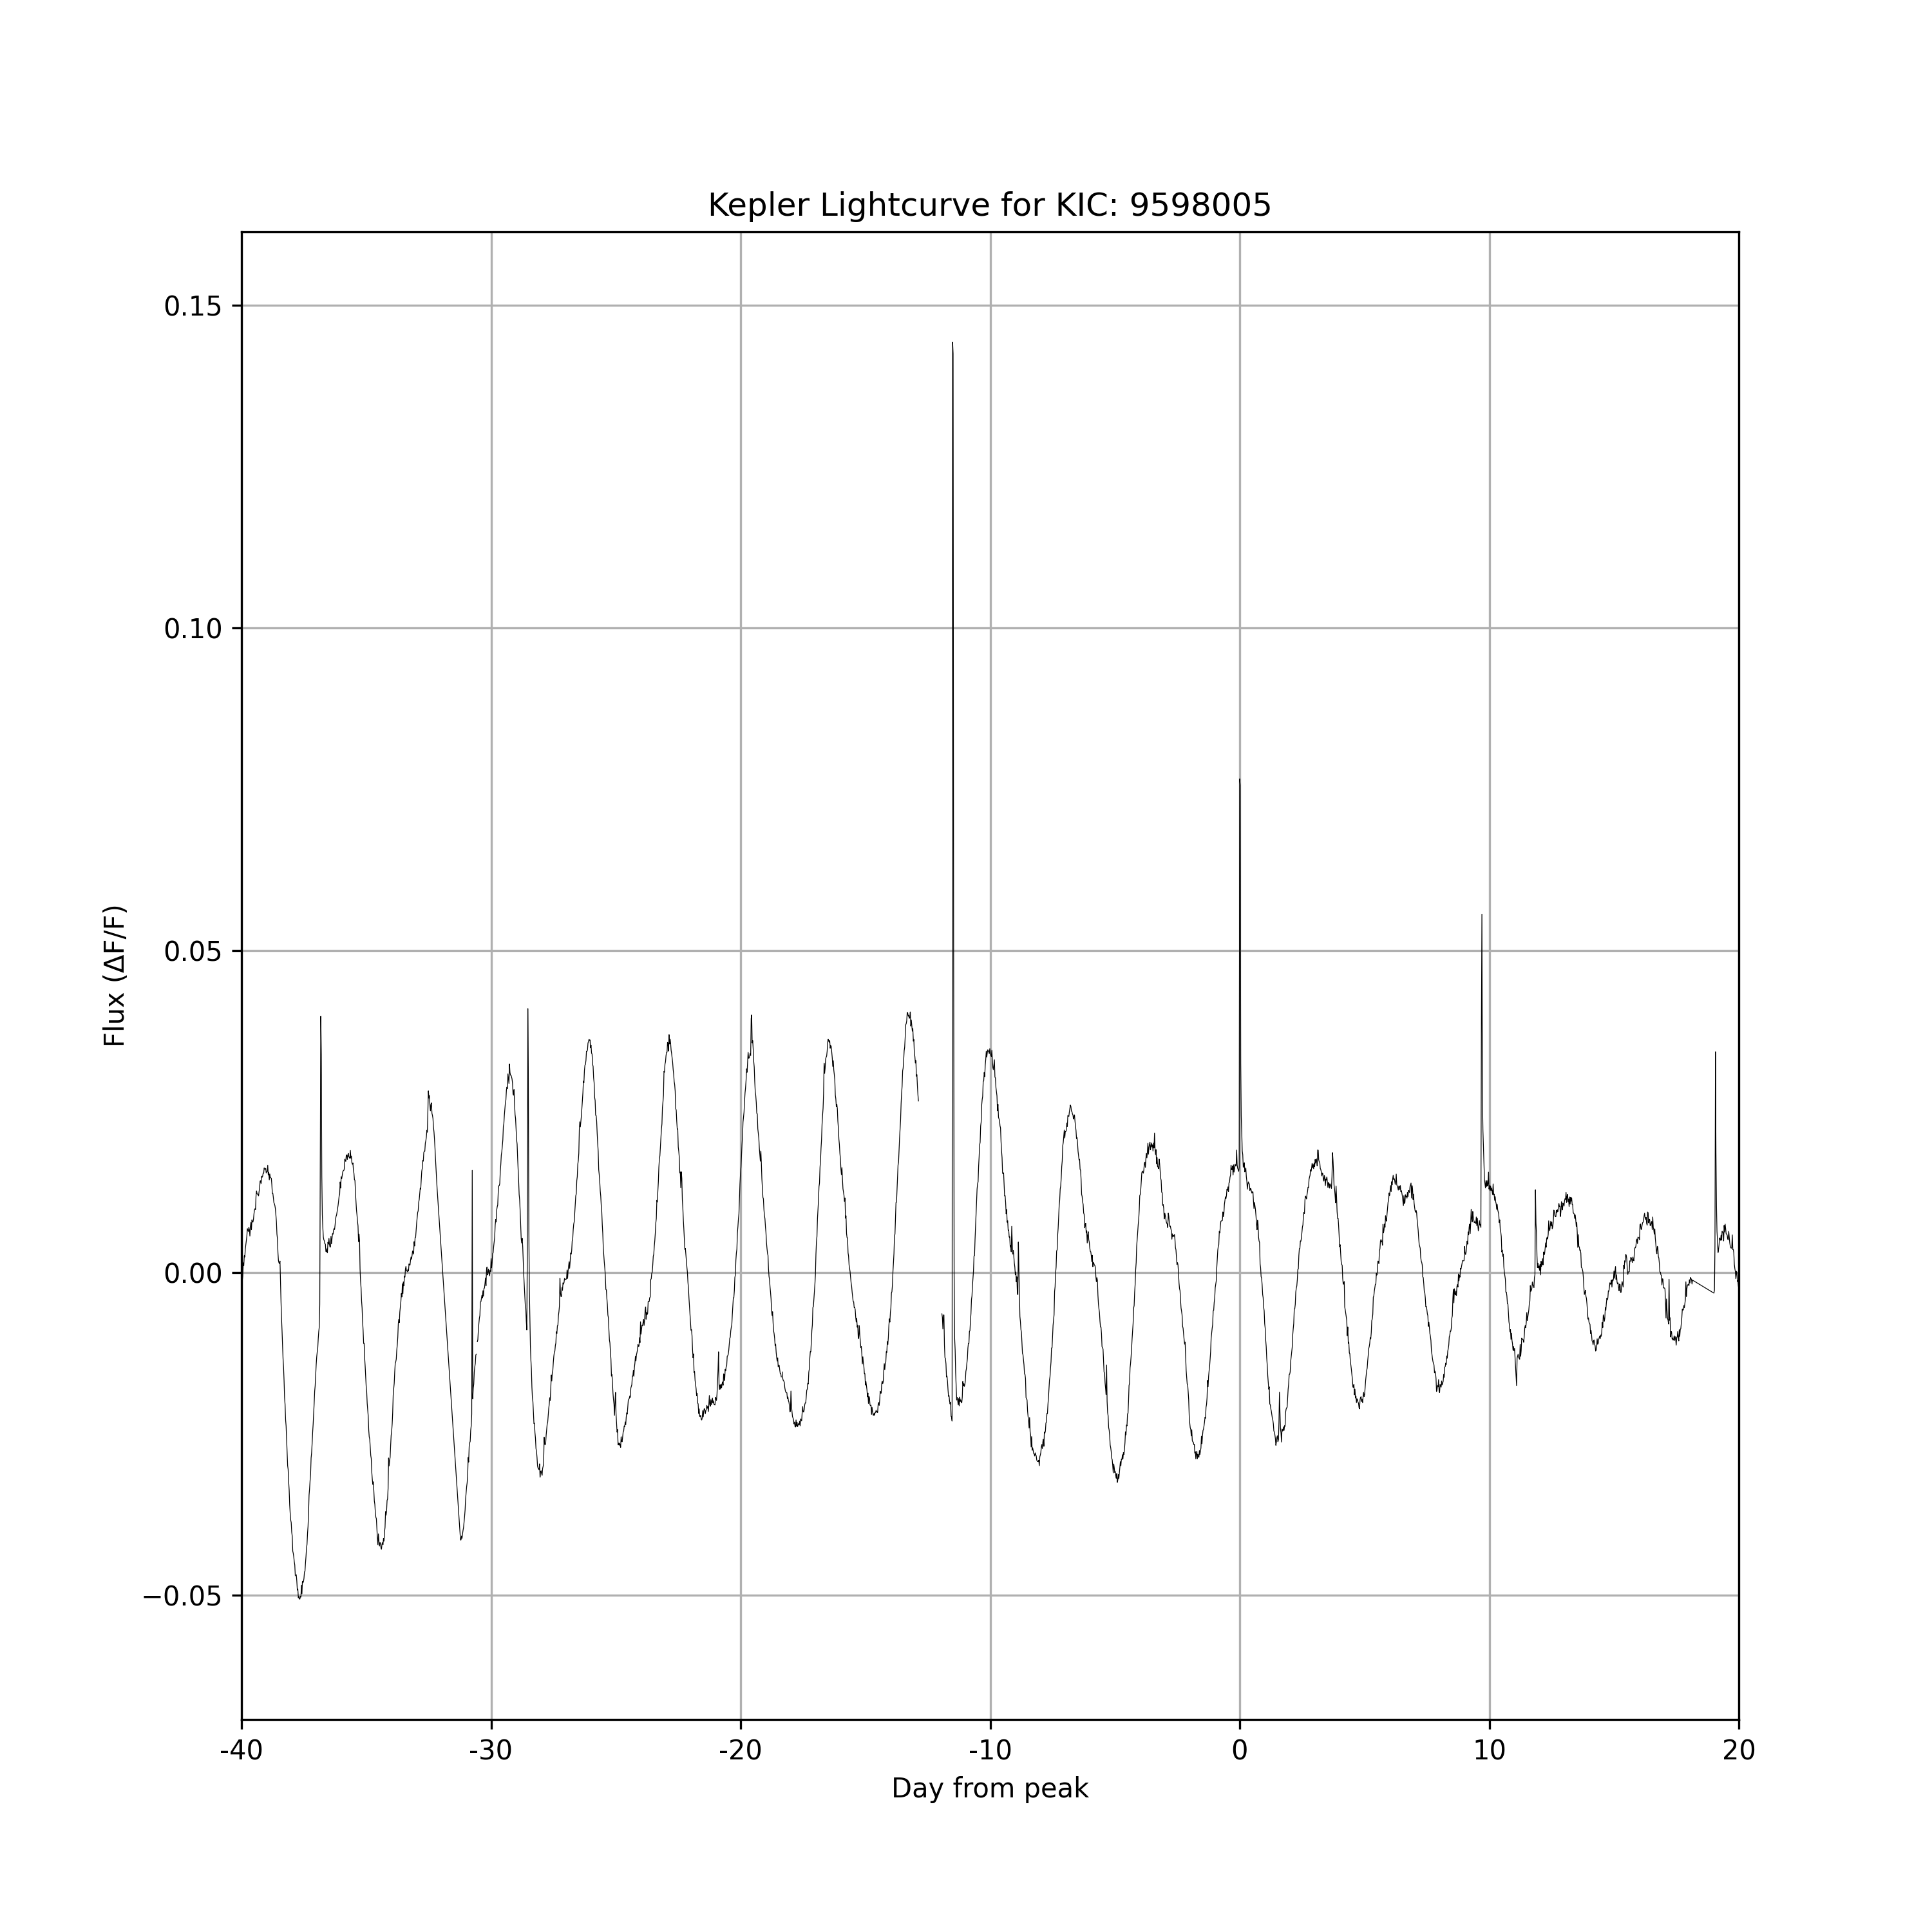 Kepler Lightcurve for KIC: 9598005
0.15
0.10
0.05
0.00
−0.05
Flux (ΔF/F)
-40 -30 -20 -10 0 10 20
Day from peak